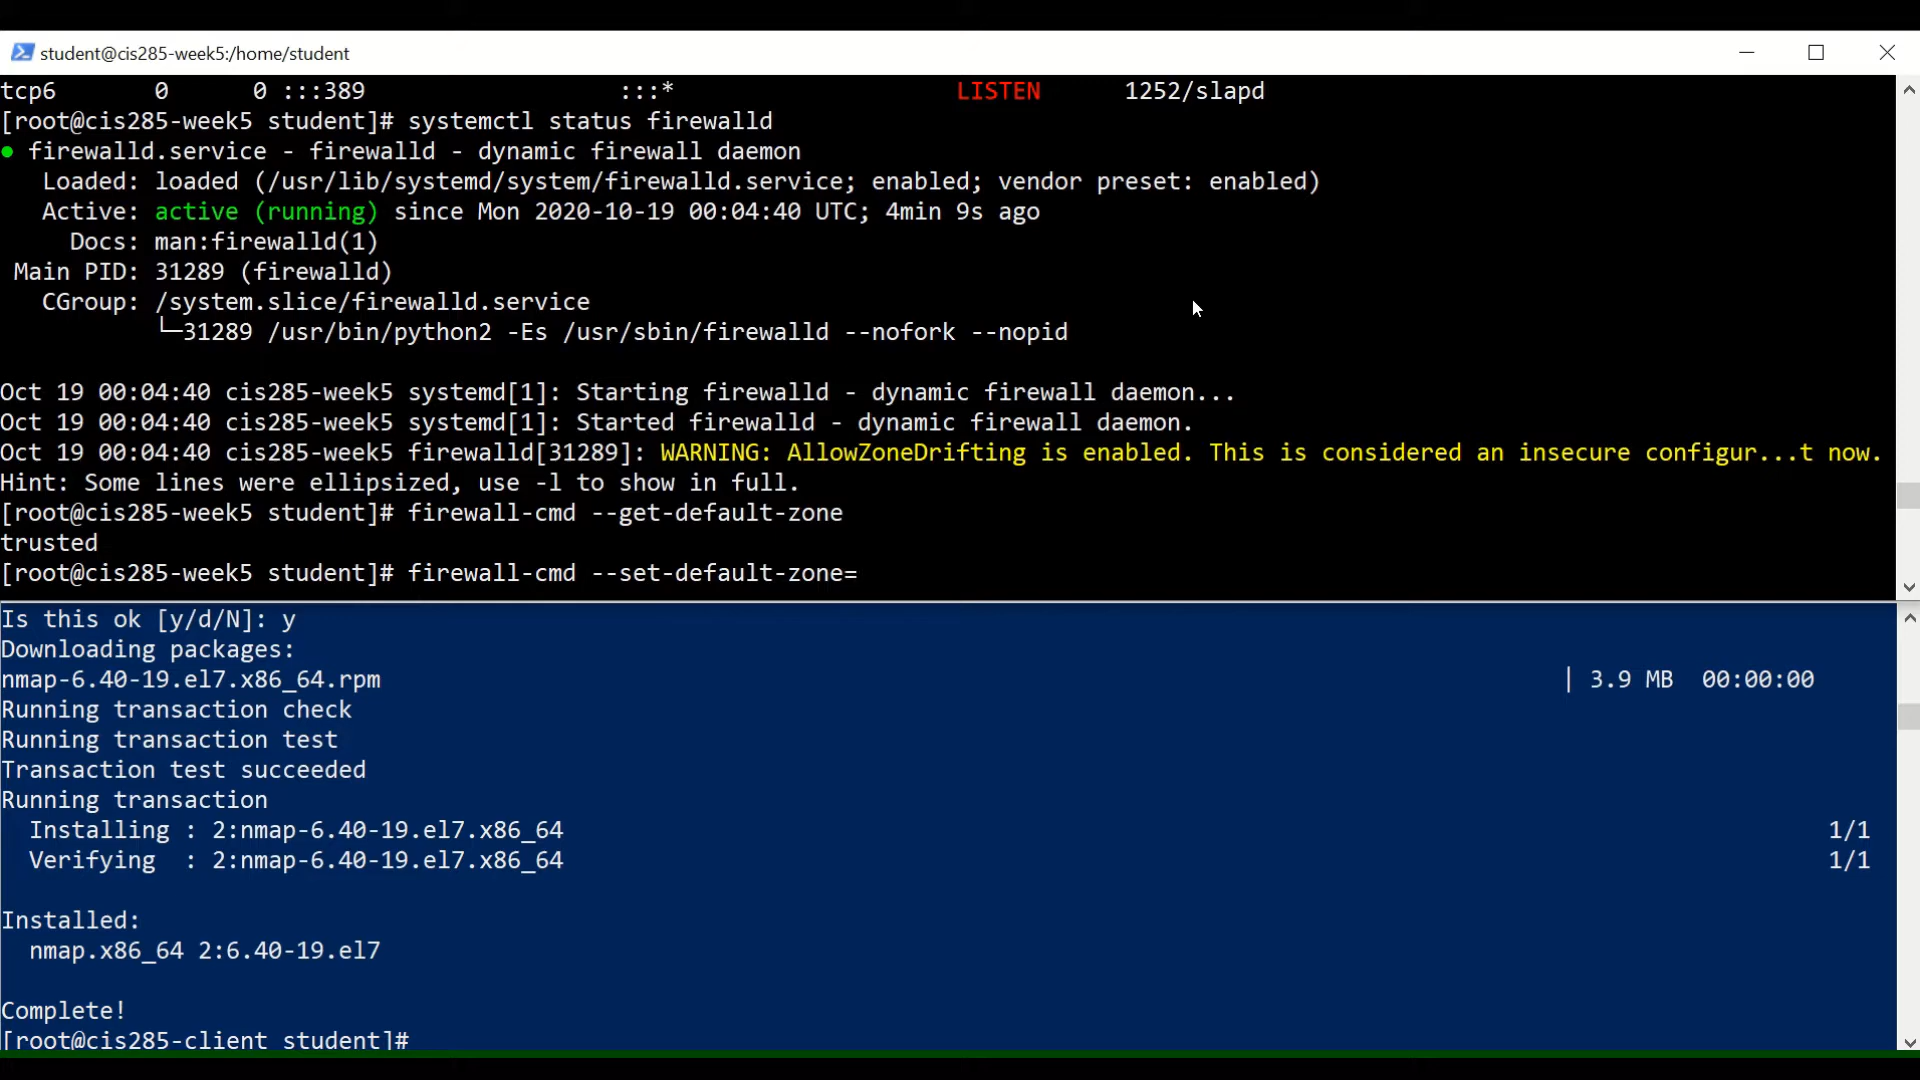 student@cis285-week5:/home/student
tcp6       0      0 :::389                  :::*                    LISTEN      1252/slapd
[root@cis285-week5 student]# systemctl status firewalld
● firewalld.service - firewalld - dynamic firewall daemon
   Loaded: loaded (/usr/lib/systemd/system/firewalld.service; enabled; vendor preset: enabled)
   Active: active (running) since Mon 2020-10-19 00:04:40 UTC; 4min 9s ago
     Docs: man:firewalld(1)
 Main PID: 31289 (firewalld)
   CGroup: /system.slice/firewalld.service
           └─31289 /usr/bin/python2 -Es /usr/sbin/firewalld --nofork --nopid
Oct 19 00:04:40 cis285-week5 systemd[1]: Starting firewalld - dynamic firewall daemon...
Oct 19 00:04:40 cis285-week5 systemd[1]: Started firewalld - dynamic firewall daemon.
Oct 19 00:04:40 cis285-week5 firewalld[31289]: WARNING: AllowZoneDrifting is enabled. This is considered an insecure configur...t now.
Hint: Some lines were ellipsized, use -l to show in full.
[root@cis285-week5 student]# firewall-cmd --get-default-zone
trusted
[root@cis285-week5 student]# firewall-cmd --set-default-zone=
Is this ok [y/d/N]: y
Downloading packages:
nmap-6.40-19.el7.x86_64.rpm | 3.9 MB  00:00:00
Running transaction check
Running transaction test
Transaction test succeeded
Running transaction
  Installing : 2:nmap-6.40-19.el7.x86_64 1/1
  Verifying  : 2:nmap-6.40-19.el7.x86_64 1/1
Installed:
  nmap.x86_64 2:6.40-19.el7
Complete!
[root@cis285-client student]#